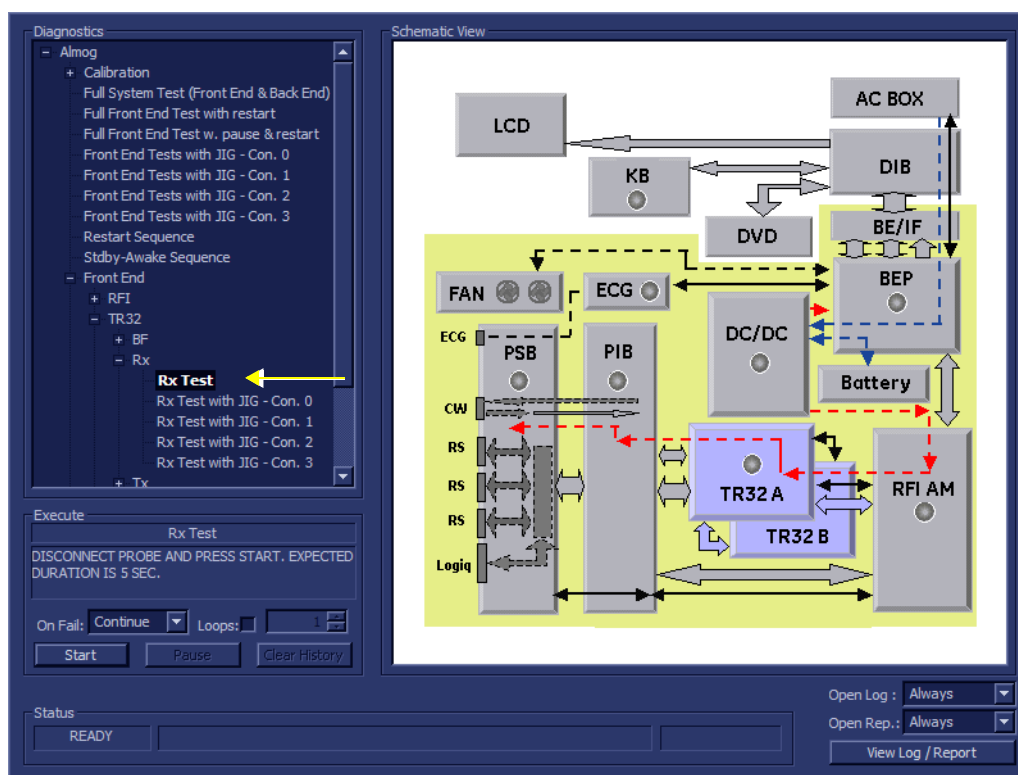 Diagnostics
Almog
Calibration
Full System Test (Front End & Back End)
Full Front End Test with restart
Full Front End Test w. pause & restart
Front End Tests with JIG - Con. 0
Front End Tests with JIG - Con. 1
Front End Tests with JIG - Con. 2
Front End Tests with JIG - Con. 3
Restart Sequence
Stdby-Awake Sequence
Front End
RFI
TR32
BF
Rx
Rx Test
Rx Test with JIG - Con. 0
Rx Test with JIG - Con. 1
Rx Test with JIG - Con. 2
Rx Test with JIG - Con. 3
Tx
Execute
Rx Test
DISCONNECT PROBE AND PRESS START. EXPECTED
DURATION IS 5 SEC.
On Fail: Continue Loops: 1
Start Pause Clear History
Schematic View
AC BOX
LCD
DIB
KB
DVD
BE/IF
BEP
FAN
ECG
ECG
PSB
PIB
DC/DC
Battery
CW
RS
RS
RS
Logiq
TR32 A
TR32 B
RFI AM
Status
READY
Open Log : Always
Open Rep.: Always
View Log / Report